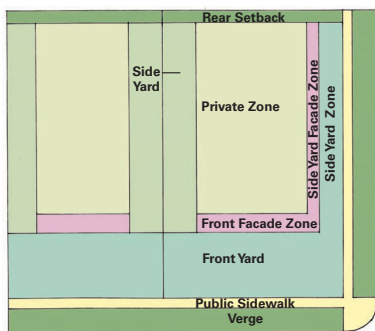 Rear Setback
Side
Yard
Private Zone
Side Yard Facade Zone
Side Yard Zone
Front Facade Zone
Front Yard
Public Sidewalk
Verge